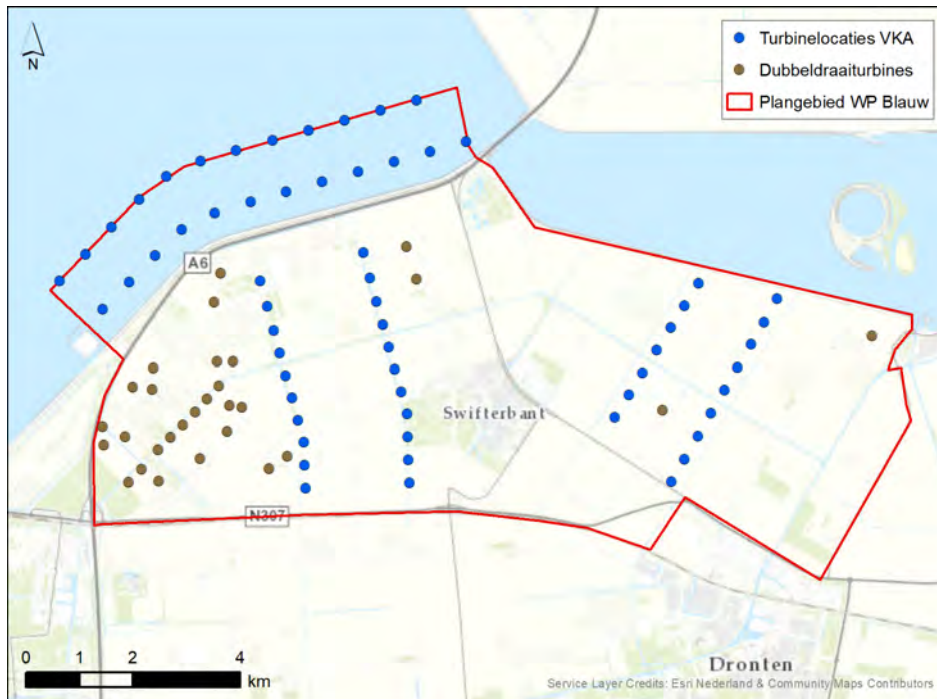 N
Turbinelocaties VKA
Dubbeldraaiturbines
Plangebied WP Blauw
A6
Swifterbant
N307
Dronten
0 1 2 4
km
Service Layer Credits: Esri Nederland & Community Maps Contributors